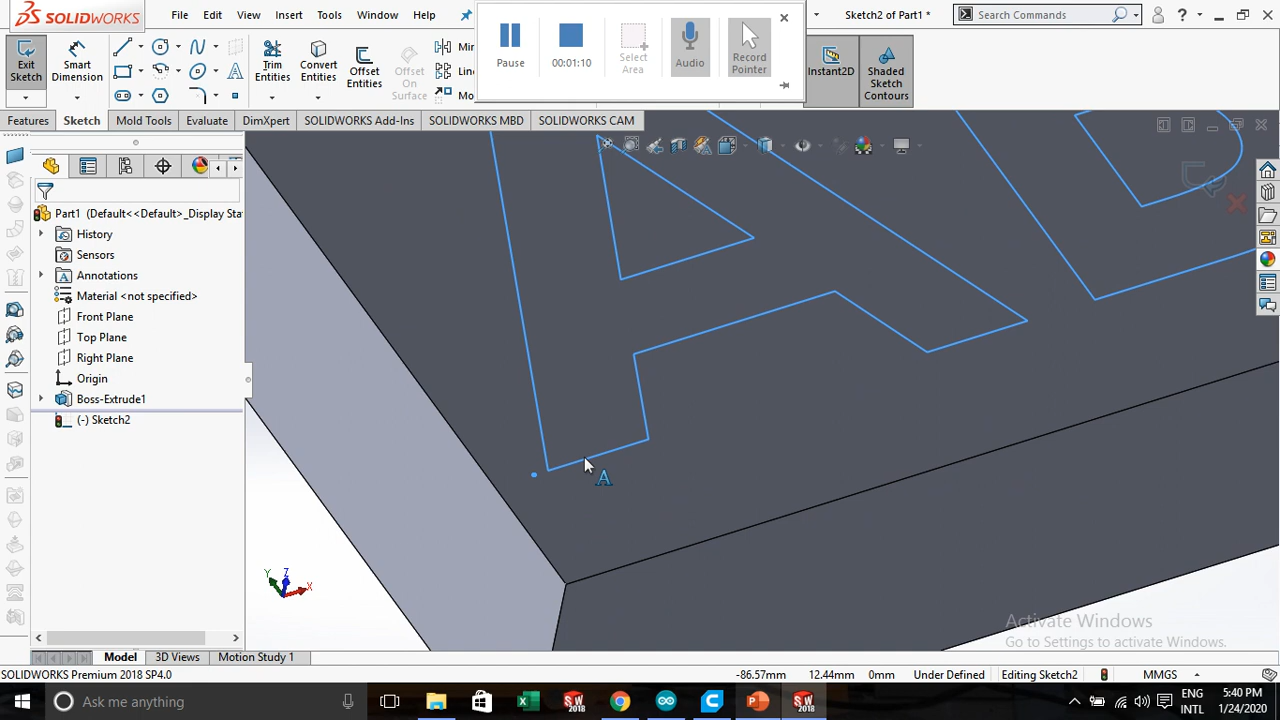 SOLIDWORKS File Edit View Insert Tools Window Help
Sketch2 of Part1 * Search Commands
Exit Sketch Smart Dimension Trim Entities Convert Entities Offset Entities Offset On Surface
Mir
Line
Mo
Pause 00:01:10 Select Area Audio Record Pointer
Instant2D Shaded Sketch Contours
Features Sketch Mold Tools Evaluate DimXpert SOLIDWORKS Add-Ins SOLIDWORKS MBD SOLIDWORKS CAM
Part1 (Default<<Default>_Display Sta
History
Sensors
Annotations
Material <not specified>
Front Plane
Top Plane
Right Plane
Origin
Boss-Extrude1
(-) Sketch2
A
Y Z X
Activate Windows
Go to Settings to activate Windows.
Model 3D Views Motion Study 1
SOLIDWORKS Premium 2018 SP4.0 -86.57mm 12.44mm 0mm Under Defined Editing Sketch2 MMGS
Ask me anything
ENG
INTL
5:40 PM
1/24/2020